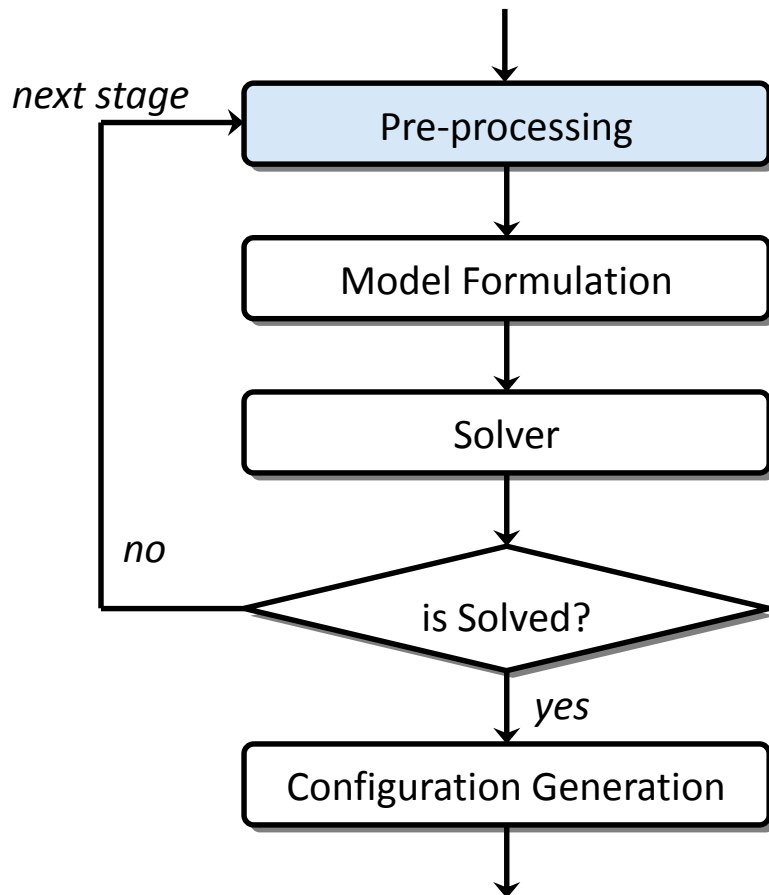 next stage
Pre-processing
Model Formulation
Solver
no
is Solved?
yes
Configuration Generation